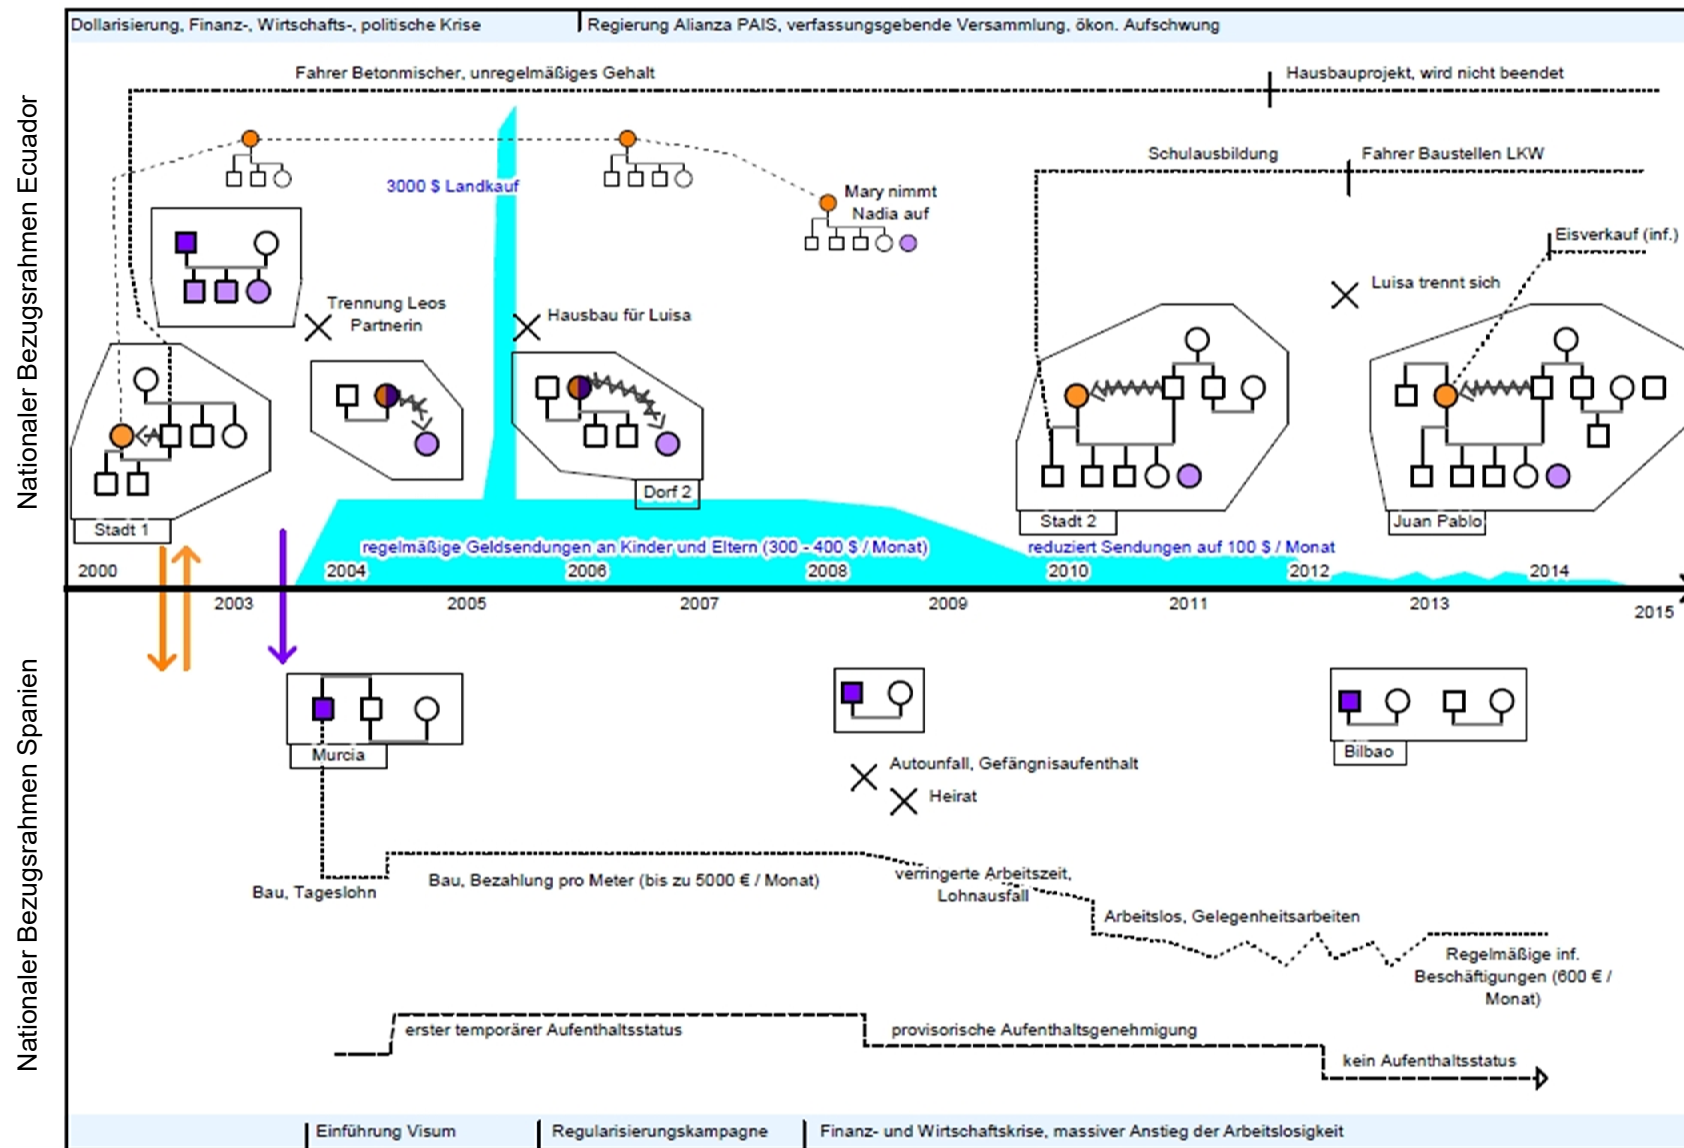 Dollarisierung, Finanz-, Wirtschafts-, politische Krise
Regierung Alianza PAIS, verfassungsgebende Versammlung, ökon. Aufschwung
Nationaler Bezugsrahmen Ecuador
Fahrer Betonmischer, unregelmäßiges Gehalt
Hausbauprojekt, wird nicht beendet
Schulausbildung
Fahrer Baustellen LKW
3000 $ Landkauf
Mary nimmt
Nadia auf
Eisverkauf (inf.)
Luisa trennt sich
Trennung Leos
Partnerin
Hausbau für Luisa
Dorf 2
Stadt 1
Stadt 2
Juan Pablo
regelmäßige Geldsendungen an Kinder und Eltern (300 - 400 $ / Monat)
reduziert Sendungen auf 100 $ / Monat
2000
2004
2006
2008
2010
2012
2014
2003
2005
2007
2009
2011
2013
2015
Nationaler Bezugsrahmen Spanien
Murcia
Bilbao
Autounfall, Gefängnisaufenthalt
Heirat
Bau, Tageslohn
Bau, Bezahlung pro Meter (bis zu 5000 € / Monat)
verringerte Arbeitszeit,
Lohnausfall
Arbeitslos, Gelegenheitsarbeiten
Regelmäßige inf.
Beschäftigungen (600 € /
Monat)
erster temporärer Aufenthaltsstatus
provisorische Aufenthaltsgenehmigung
kein Aufenthaltsstatus
Einführung Visum
Regularisierungskampagne
Finanz- und Wirtschaftskrise, massiver Anstieg der Arbeitslosigkeit